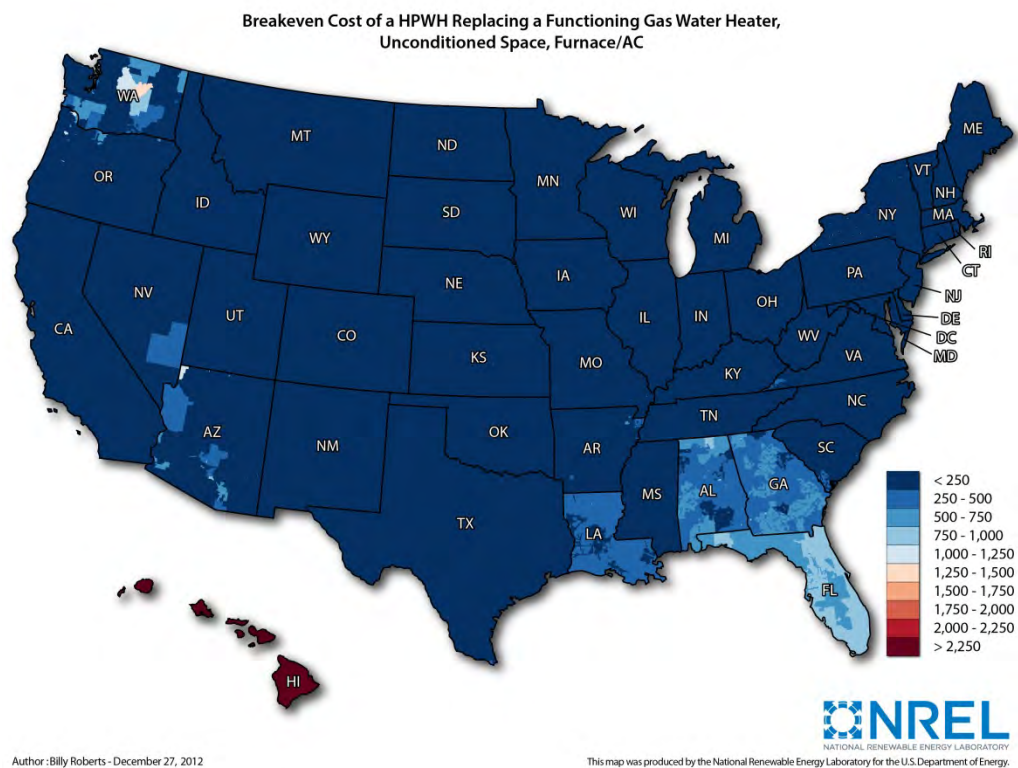 Breakeven Cost of a HPWH Replacing a Functioning Gas Water Heater,
Unconditioned Space, Furnace/AC
WA
MT
ND
MN
ME
VT
NH
OR
ID
SD
WI
MI
NY
MA
RI
CT
WY
IA
PA
NJ
NE
NV
UT
CO
IL
IN
OH
DE
DC
MD
CA
KS
MO
WV
VA
KY
NC
TN
AZ
NM
OK
AR
SC
MS
AL
GA
TX
LA
FL
HI
< 250
250 - 500
500 - 750
750 - 1,000
1,000 - 1,250
1,250 - 1,500
1,500 - 1,750
1,750 - 2,000
2,000 - 2,250
> 2,250
NREL
NATIONAL RENEWABLE ENERGY LABORATORY
Author : Billy Roberts - December 27, 2012
This map was produced by the National Renewable Energy Laboratory for the U.S. Department of Energy.